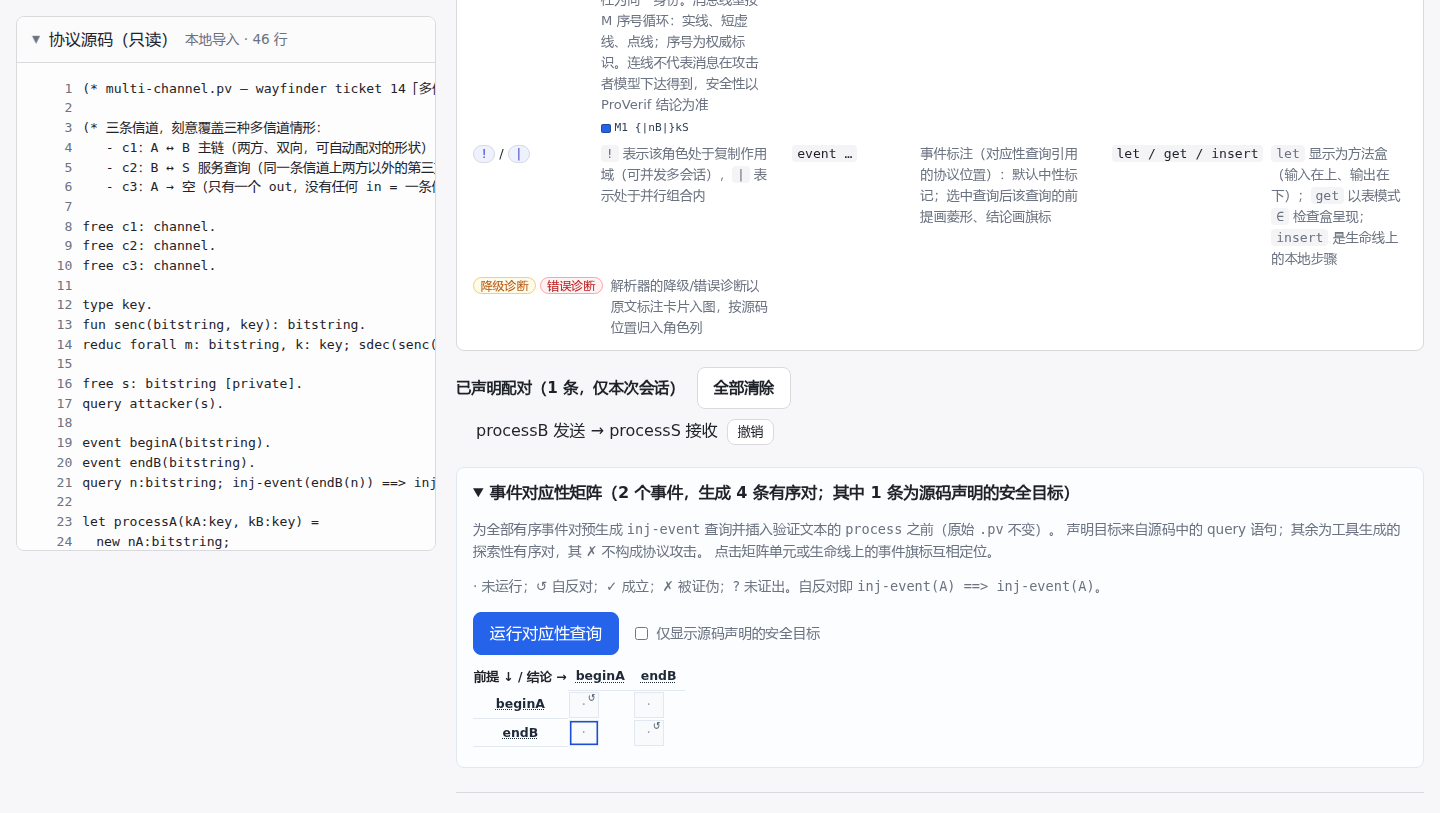 ▼ 协议源码（只读） 本地导入 · 46 行
1 (* multi-channel.pv — wayfinder ticket 14「多
2
3 (* 三条信道，刻意覆盖三种多信道情形：
4 - c1：A ↔ B 主链（两方、双向，可自动配对的形状）
5 - c2：B ↔ S 服务查询（同一条信道上两方以外的第三
6 - c3：A → 空（只有一个 out，没有任何 in = 一条
7
8 free c1: channel.
9 free c2: channel.
10 free c3: channel.
11
12 type key.
13 fun senc(bitstring, key): bitstring.
14 reduc forall m: bitstring, k: key; sdec(senc(
15
16 free s: bitstring [private].
17 query attacker(s).
18
19 event beginA(bitstring).
20 event endB(bitstring).
21 query n:bitstring; inj-event(endB(n)) ==> inj
22
23 let processA(kA:key, kB:key) =
24 new nA:bitstring;
M 序号循环：实线、短虚
线、点线；序号为权威标
识。连线不代表消息在攻击
者模型下达得到，安全性以
ProVerif 结论为准
M1 {|nB|}kS
! / |
! 表示该角色处于复制作用
域（可并发多会话），| 表
示处于并行组合内
event …
事件标注（对应性查询引用
的协议位置）：默认中性标
记；选中查询后该查询的前
提画菱形、结论画旗标
let / get / insert
let 显示为方法盒
（输入在上、输出在
下）；get 以表模式
∈ 检查盒呈现；
insert 是生命线上
的本地步骤
降级诊断 错误诊断
解析器的降级/错误诊断以
原文标注卡片入图，按源码
位置归入角色列
已声明配对（1 条，仅本次会话） 全部清除
processB 发送 → processS 接收 撤销
▼ 事件对应性矩阵（2 个事件，生成 4 条有序对；其中 1 条为源码声明的安全目标）
为全部有序事件对预生成 inj-event 查询并插入验证文本的 process 之前（原始 .pv 不变）。 声明目标来自源码中的 query 语句；其余为工具生成的
探索性有序对，其 ✗ 不构成协议攻击。 点击矩阵单元或生命线上的事件旗标互相定位。
· 未运行；↺ 自反对；✓ 成立；✗ 被证伪；? 未证出。自反对即 inj-event(A) ==> inj-event(A)。
运行对应性查询 仅显示源码声明的安全目标
前提 ↓ / 结论 → beginA endB
beginA · ↺ ·
endB · · ↺